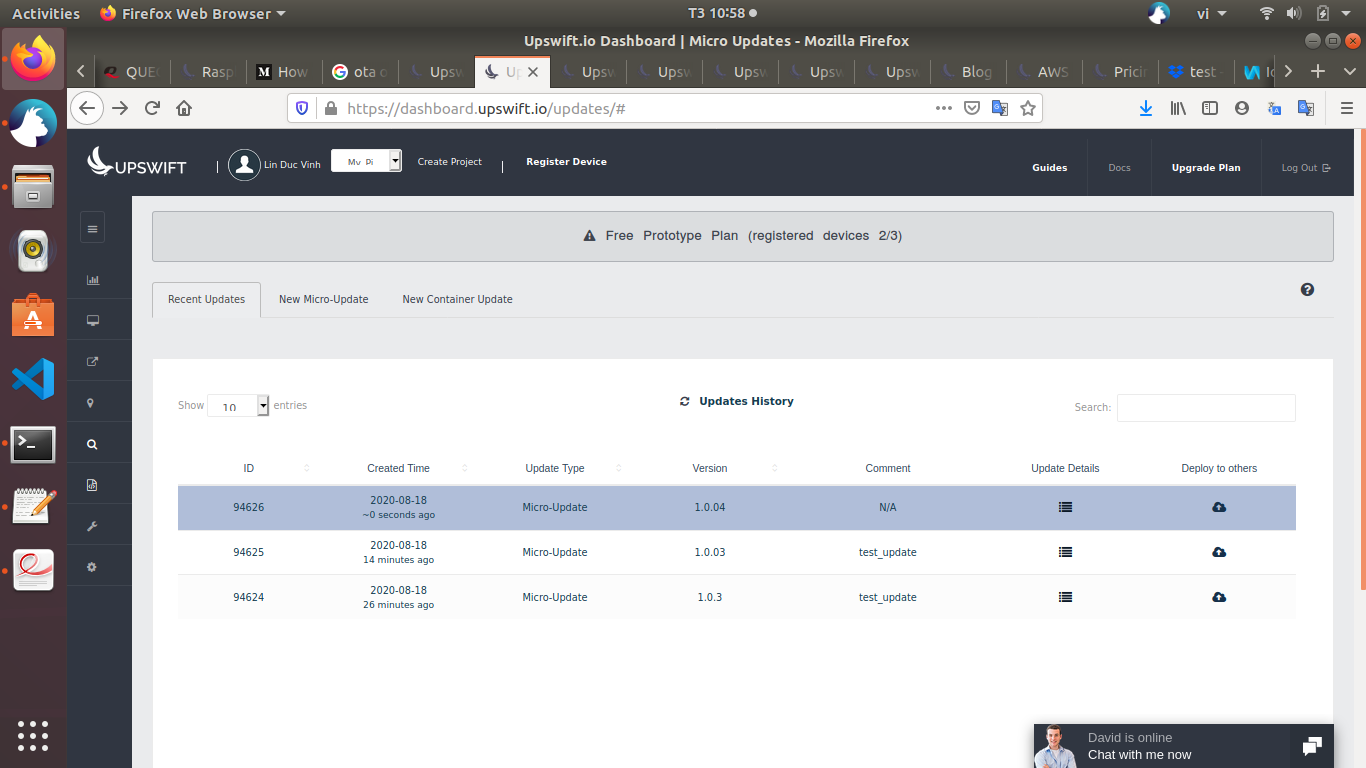 Activities Firefox Web Browser T3 10:58 vi
Upswift.io Dashboard | Micro Updates - Mozilla Firefox
QUE Rasp M How G ota o Upsw Up Upsw Upsw Upsw Upsw Upsw Blog AWS Pricin test -
https://dashboard.upswift.io/updates/#
UPSWIFT | Lin Duc Vinh My Pi Create Project | Register Device Guides Docs Upgrade Plan Log Out
Free Prototype Plan (registered devices 2/3)
Recent Updates New Micro-Update New Container Update
Show 10 entries Updates History Search:
ID Created Time Update Type Version Comment Update Details Deploy to others
94626 2020-08-18 Micro-Update 1.0.04 N/A
~0 seconds ago
94625 2020-08-18 Micro-Update 1.0.03 test_update
14 minutes ago
94624 2020-08-18 Micro-Update 1.0.3 test_update
26 minutes ago
David is online
Chat with me now